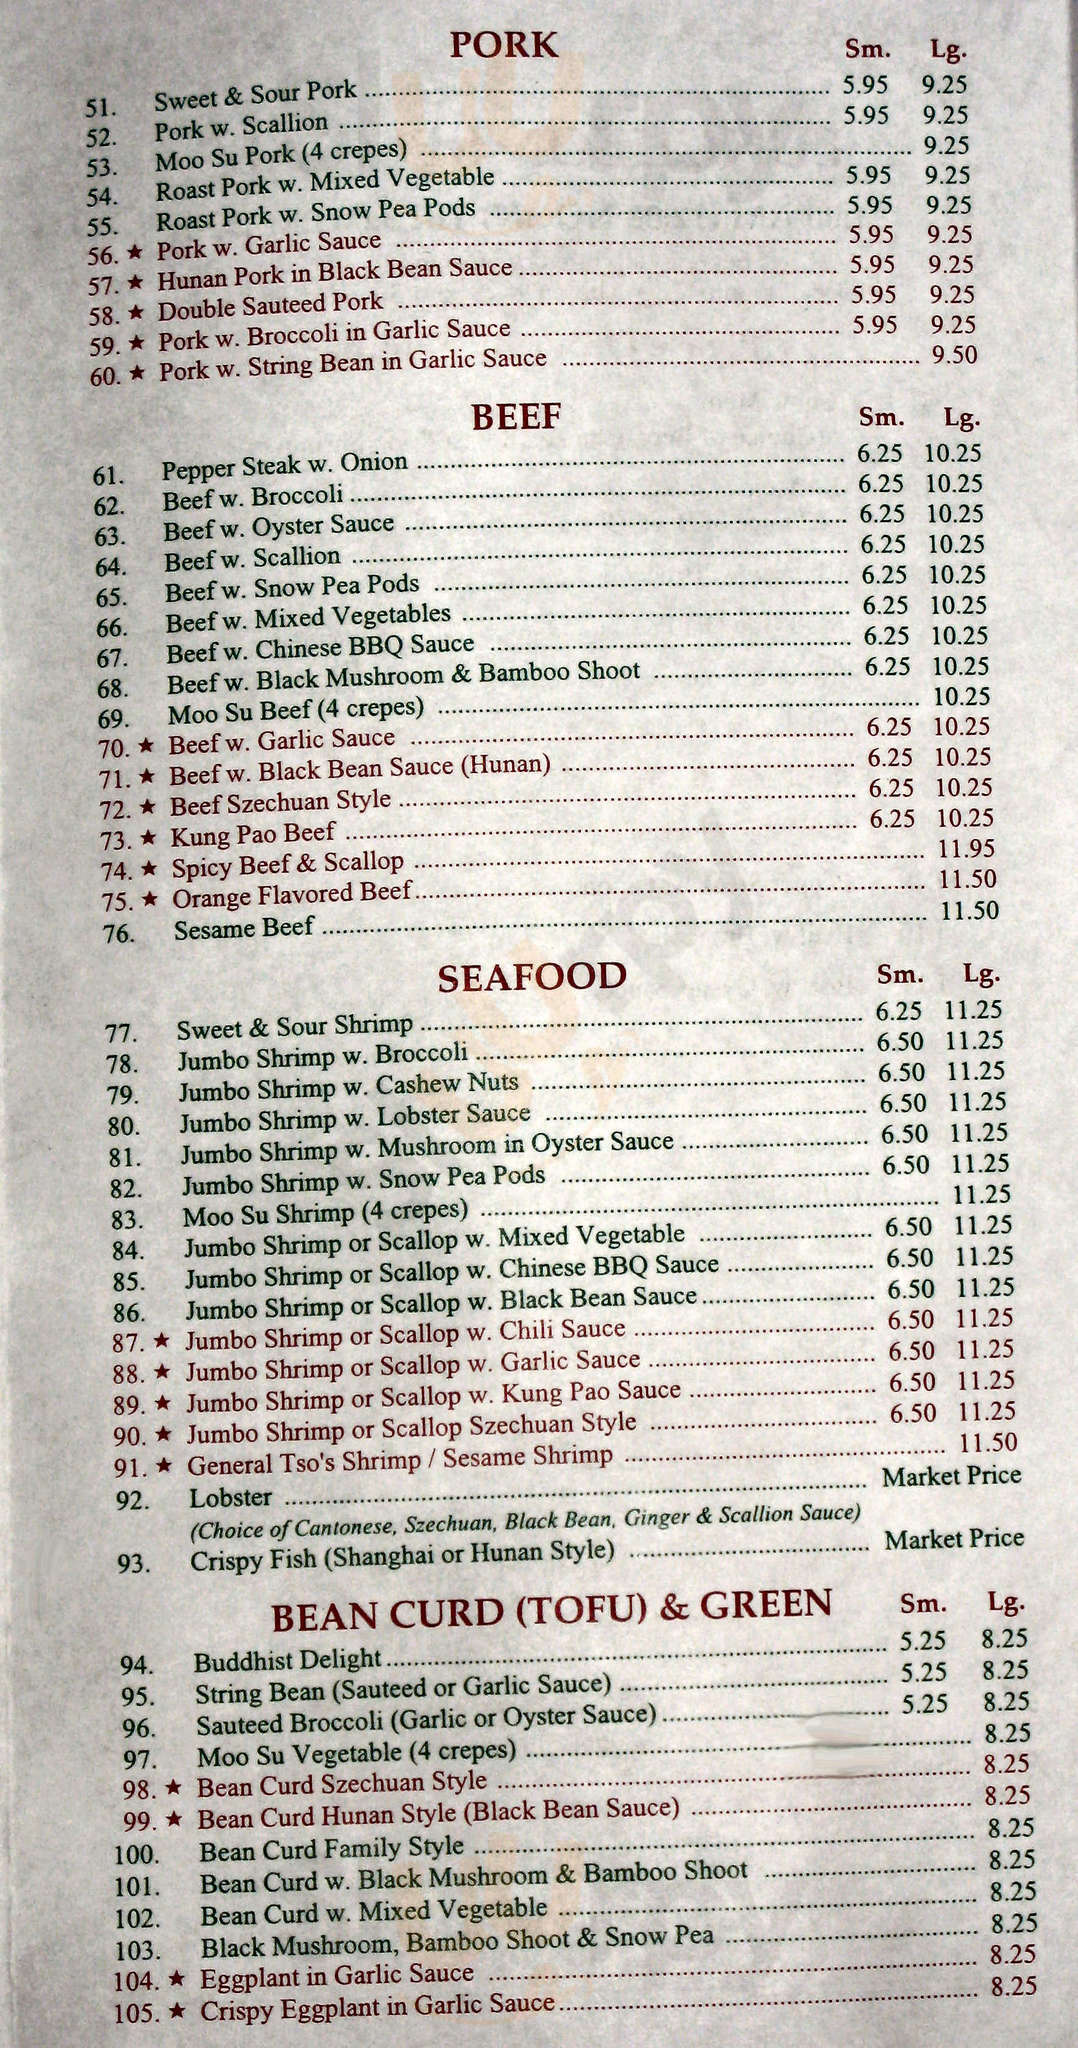 PORK Sm. Lg.
51. Sweet & Sour Pork 5.95 9.25
52. Pork w. Scallion 5.95 9.25
53. Moo Su Pork (4 crepes) 9.25
54. Roast Pork w. Mixed Vegetable 5.95 9.25
55. Roast Pork w. Snow Pea Pods 5.95 9.25
56. ★ Pork w. Garlic Sauce 5.95 9.25
57. ★ Hunan Pork in Black Bean Sauce 5.95 9.25
58. ★ Double Sauteed Pork 5.95 9.25
59. ★ Pork w. Broccoli in Garlic Sauce 5.95 9.25
60. ★ Pork w. String Bean in Garlic Sauce 9.50
BEEF Sm. Lg.
61. Pepper Steak w. Onion 6.25 10.25
62. Beef w. Broccoli 6.25 10.25
63. Beef w. Oyster Sauce 6.25 10.25
64. Beef w. Scallion 6.25 10.25
65. Beef w. Snow Pea Pods 6.25 10.25
66. Beef w. Mixed Vegetables 6.25 10.25
67. Beef w. Chinese BBQ Sauce 6.25 10.25
68. Beef w. Black Mushroom & Bamboo Shoot 6.25 10.25
69. Moo Su Beef (4 crepes) 10.25
70. ★ Beef w. Garlic Sauce 6.25 10.25
71. ★ Beef w. Black Bean Sauce (Hunan) 6.25 10.25
72. ★ Beef Szechuan Style 6.25 10.25
73. ★ Kung Pao Beef 6.25 10.25
74. ★ Spicy Beef & Scallop 11.95
75. ★ Orange Flavored Beef 11.50
76. Sesame Beef 11.50
SEAFOOD Sm. Lg.
77. Sweet & Sour Shrimp 6.25 11.25
78. Jumbo Shrimp w. Broccoli 6.50 11.25
79. Jumbo Shrimp w. Cashew Nuts 6.50 11.25
80. Jumbo Shrimp w. Lobster Sauce 6.50 11.25
81. Jumbo Shrimp w. Mushroom in Oyster Sauce 6.50 11.25
82. Jumbo Shrimp w. Snow Pea Pods 6.50 11.25
83. Moo Su Shrimp (4 crepes) 11.25
84. Jumbo Shrimp or Scallop w. Mixed Vegetable 6.50 11.25
85. Jumbo Shrimp or Scallop w. Chinese BBQ Sauce 6.50 11.25
86. Jumbo Shrimp or Scallop w. Black Bean Sauce 6.50 11.25
87. ★ Jumbo Shrimp or Scallop w. Chili Sauce 6.50 11.25
88. ★ Jumbo Shrimp or Scallop w. Garlic Sauce 6.50 11.25
89. ★ Jumbo Shrimp or Scallop w. Kung Pao Sauce 6.50 11.25
90. ★ Jumbo Shrimp or Scallop Szechuan Style 6.50 11.25
91. ★ General Tso's Shrimp / Sesame Shrimp 11.50
92. Lobster Market Price
(Choice of Cantonese, Szechuan, Black Bean, Ginger & Scallion Sauce)
93. Crispy Fish (Shanghai or Hunan Style) Market Price
BEAN CURD (TOFU) & GREEN Sm. Lg.
94. Buddhist Delight 5.25 8.25
95. String Bean (Sauteed or Garlic Sauce) 5.25 8.25
96. Sauteed Broccoli (Garlic or Oyster Sauce) 5.25 8.25
97. Moo Su Vegetable (4 crepes) 8.25
98. ★ Bean Curd Szechuan Style 8.25
99. ★ Bean Curd Hunan Style (Black Bean Sauce) 8.25
100. Bean Curd Family Style 8.25
101. Bean Curd w. Black Mushroom & Bamboo Shoot 8.25
102. Bean Curd w. Mixed Vegetable 8.25
103. Black Mushroom, Bamboo Shoot & Snow Pea 8.25
104. ★ Eggplant in Garlic Sauce 8.25
105. ★ Crispy Eggplant in Garlic Sauce 8.25